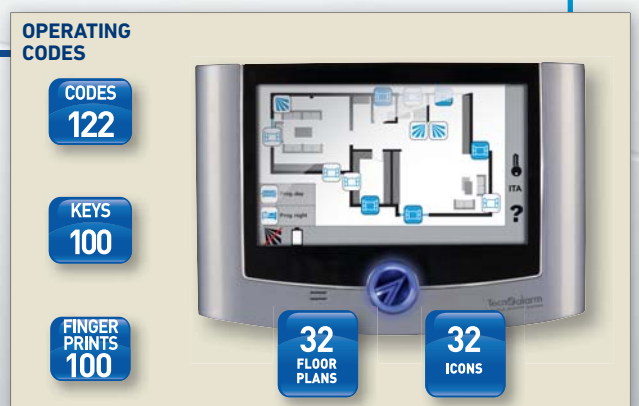 OPERATING
CODES
CODES
122
KEYS
100
FINGER
PRINTS
100
ITA
?
Prog day
Prog night
Tecnoalarm
32
FLOOR
PLANS
32
ICONS